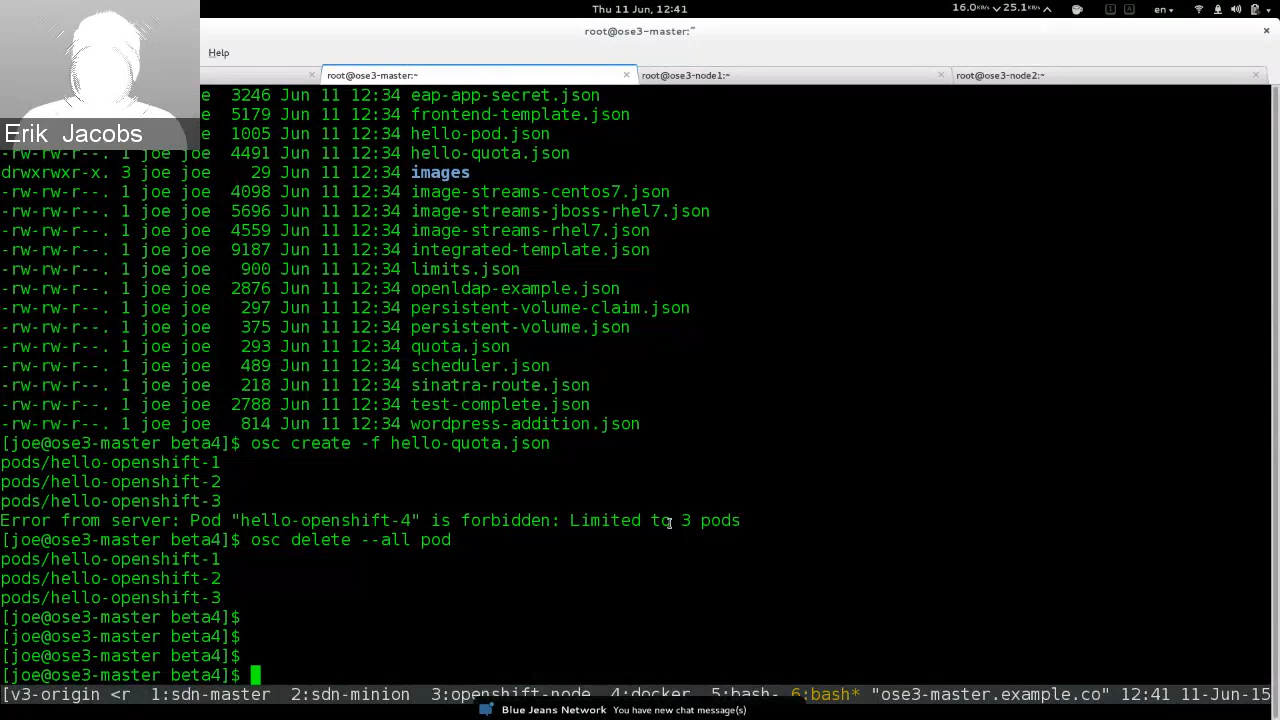 Thu 11 Jun, 12:41
16.0KB/s 25.1KB/s
en
root@ose3-master:~
Help
root@ose3-master:~
root@ose3-node1:~
root@ose3-node2:~
Erik Jacobs
e 3246 Jun 11 12:34 eap-app-secret.json
e 5179 Jun 11 12:34 frontend-template.json
e 1005 Jun 11 12:34 hello-pod.json
-rw-rw-r--. 1 joe joe 4491 Jun 11 12:34 hello-quota.json
drwxrwxr-x. 3 joe joe 29 Jun 11 12:34 images
-rw-rw-r--. 1 joe joe 4098 Jun 11 12:34 image-streams-centos7.json
-rw-rw-r--. 1 joe joe 5696 Jun 11 12:34 image-streams-jboss-rhel7.json
-rw-rw-r--. 1 joe joe 4559 Jun 11 12:34 image-streams-rhel7.json
-rw-rw-r--. 1 joe joe 9187 Jun 11 12:34 integrated-template.json
-rw-rw-r--. 1 joe joe 900 Jun 11 12:34 limits.json
-rw-rw-r--. 1 joe joe 2876 Jun 11 12:34 openldap-example.json
-rw-rw-r--. 1 joe joe 297 Jun 11 12:34 persistent-volume-claim.json
-rw-rw-r--. 1 joe joe 375 Jun 11 12:34 persistent-volume.json
-rw-rw-r--. 1 joe joe 293 Jun 11 12:34 quota.json
-rw-rw-r--. 1 joe joe 489 Jun 11 12:34 scheduler.json
-rw-rw-r--. 1 joe joe 218 Jun 11 12:34 sinatra-route.json
-rw-rw-r--. 1 joe joe 2788 Jun 11 12:34 test-complete.json
-rw-rw-r--. 1 joe joe 814 Jun 11 12:34 wordpress-addition.json
[joe@ose3-master beta4]$ osc create -f hello-quota.json
pods/hello-openshift-1
pods/hello-openshift-2
pods/hello-openshift-3
Error from server: Pod "hello-openshift-4" is forbidden: Limited to 3 pods
[joe@ose3-master beta4]$ osc delete --all pod
pods/hello-openshift-1
pods/hello-openshift-2
pods/hello-openshift-3
[joe@ose3-master beta4]$
[joe@ose3-master beta4]$
[joe@ose3-master beta4]$
[joe@ose3-master beta4]$
[v3-origin <r 1:sdn-master 2:sdn-minion 3:openshift-node 4:docker 5:bash- 6:bash* "ose3-master.example.co" 12:41 11-Jun-15
Blue Jeans Network You have new chat message(s)